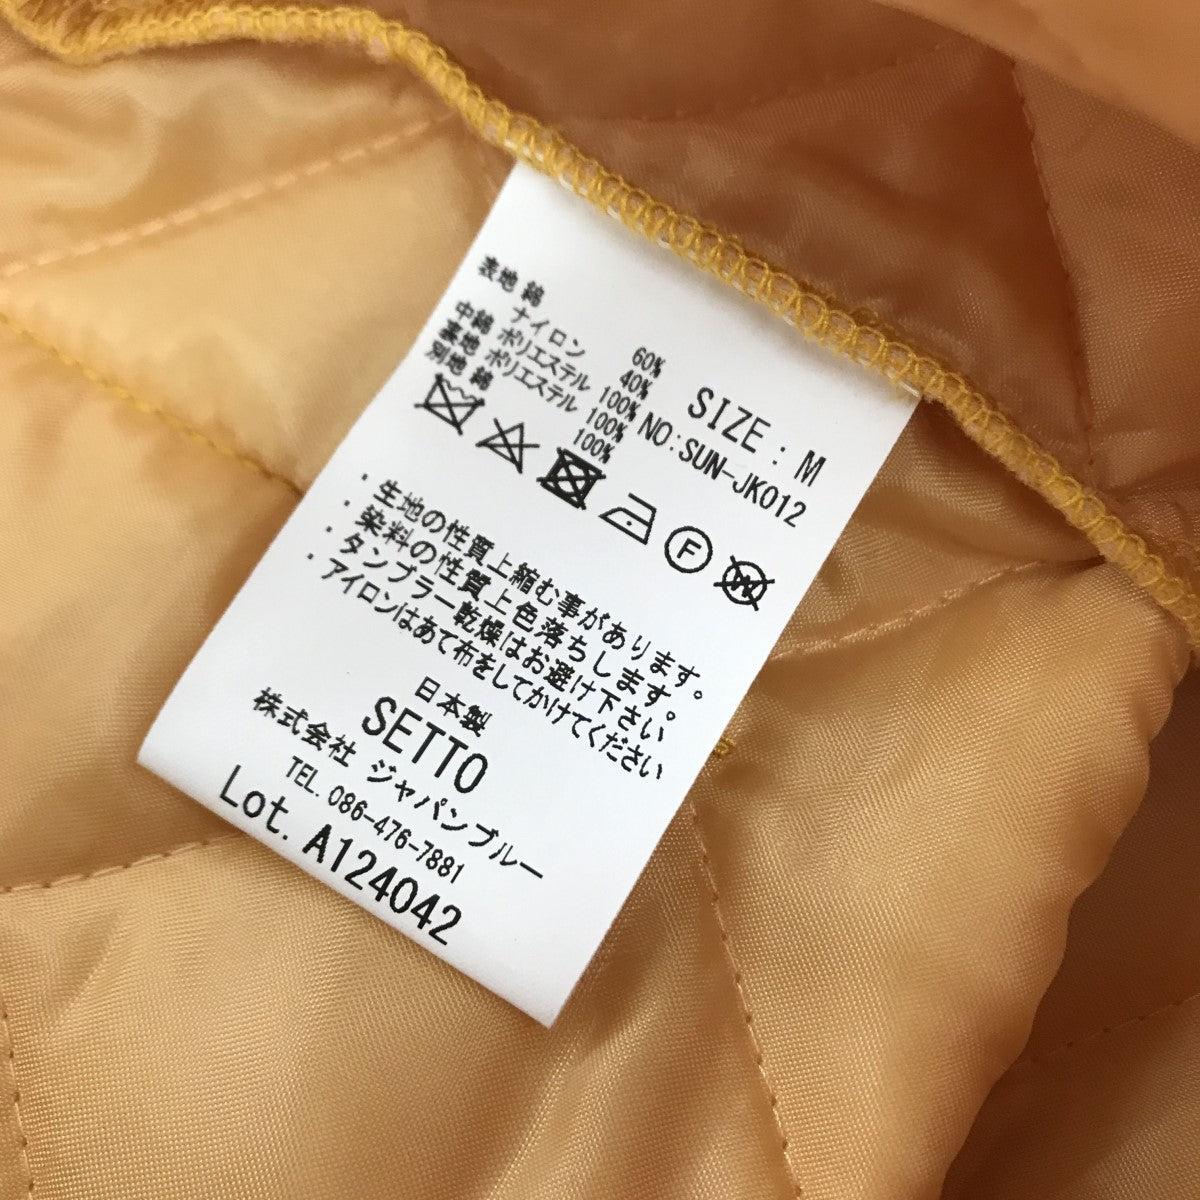 表地 綿 60%
ナイロン 40%
中綿 ポリエステル 100%
裏地 ポリエステル 100%
別地 綿 100%
SIZE : M
NO:SUN-JK012
F
W
・生地の性質上縮む事があります。
・染料の性質上色落ちします。
・タンブラー乾燥はお避け下さい
・アイロンはあて布をしてかけてください
日本製
SETTO
株式会社 ジャパンブルー
TEL. 086-476-7881
Lot. A124042